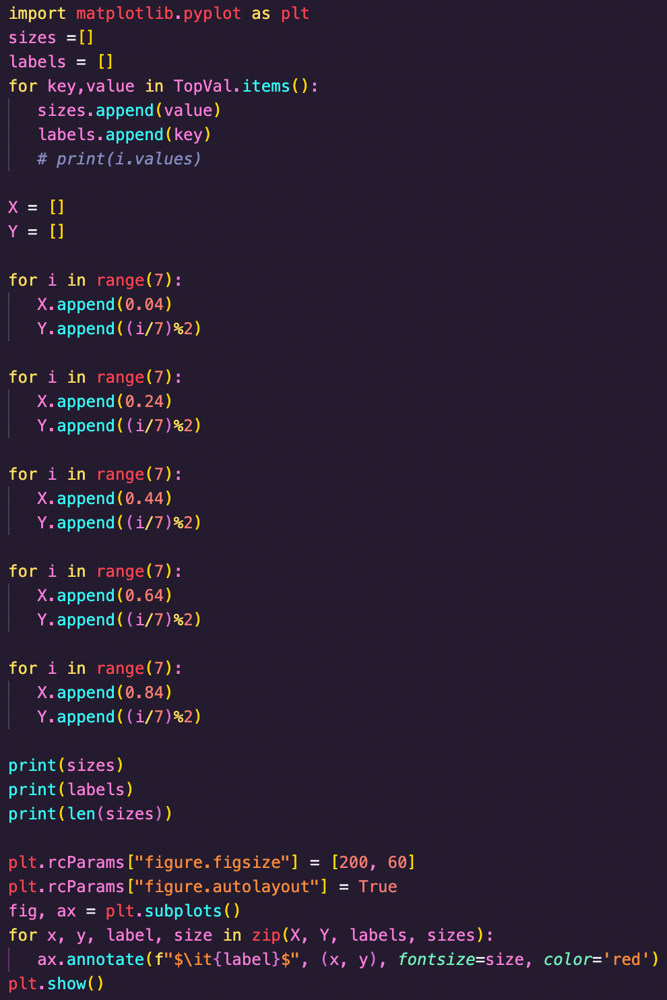 import matplotlib.pyplot as plt
sizes =[]
labels = []
for key,value in TopVal.items():
   sizes.append(value)
   labels.append(key)
   # print(i.values)

X = []
Y = []

for i in range(7):
   X.append(0.04)
   Y.append((i/7)%2)

for i in range(7):
   X.append(0.24)
   Y.append((i/7)%2)

for i in range(7):
   X.append(0.44)
   Y.append((i/7)%2)

for i in range(7):
   X.append(0.64)
   Y.append((i/7)%2)

for i in range(7):
   X.append(0.84)
   Y.append((i/7)%2)

print(sizes)
print(labels)
print(len(sizes))

plt.rcParams["figure.figsize"] = [200, 60]
plt.rcParams["figure.autolayout"] = True
fig, ax = plt.subplots()
for x, y, label, size in zip(X, Y, labels, sizes):
   ax.annotate(f"$\it{label}$", (x, y), fontsize=size, color='red')
plt.show()